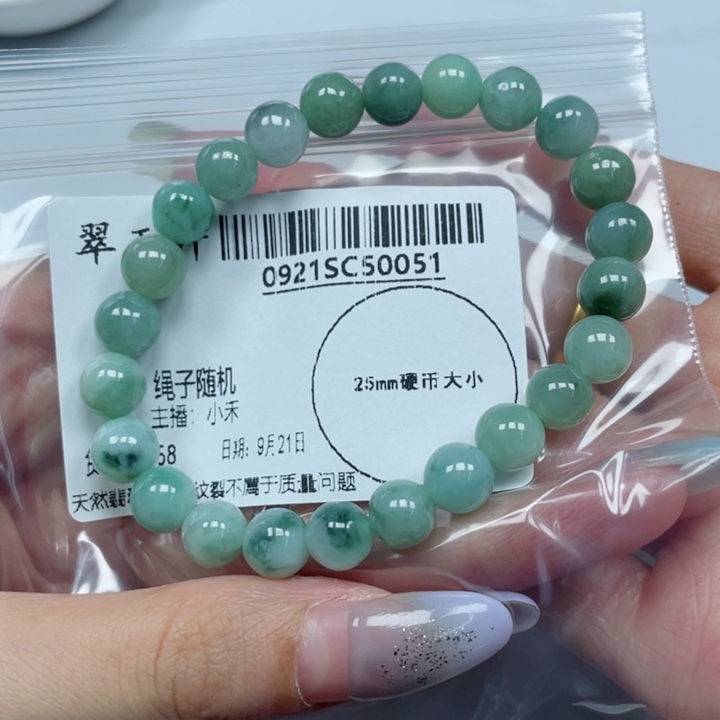 翠
0921SC50051
25mm硬币大小
绳子随机
主播：小禾
58 日期：9月21日
天然翡 纹裂不属于质 问题